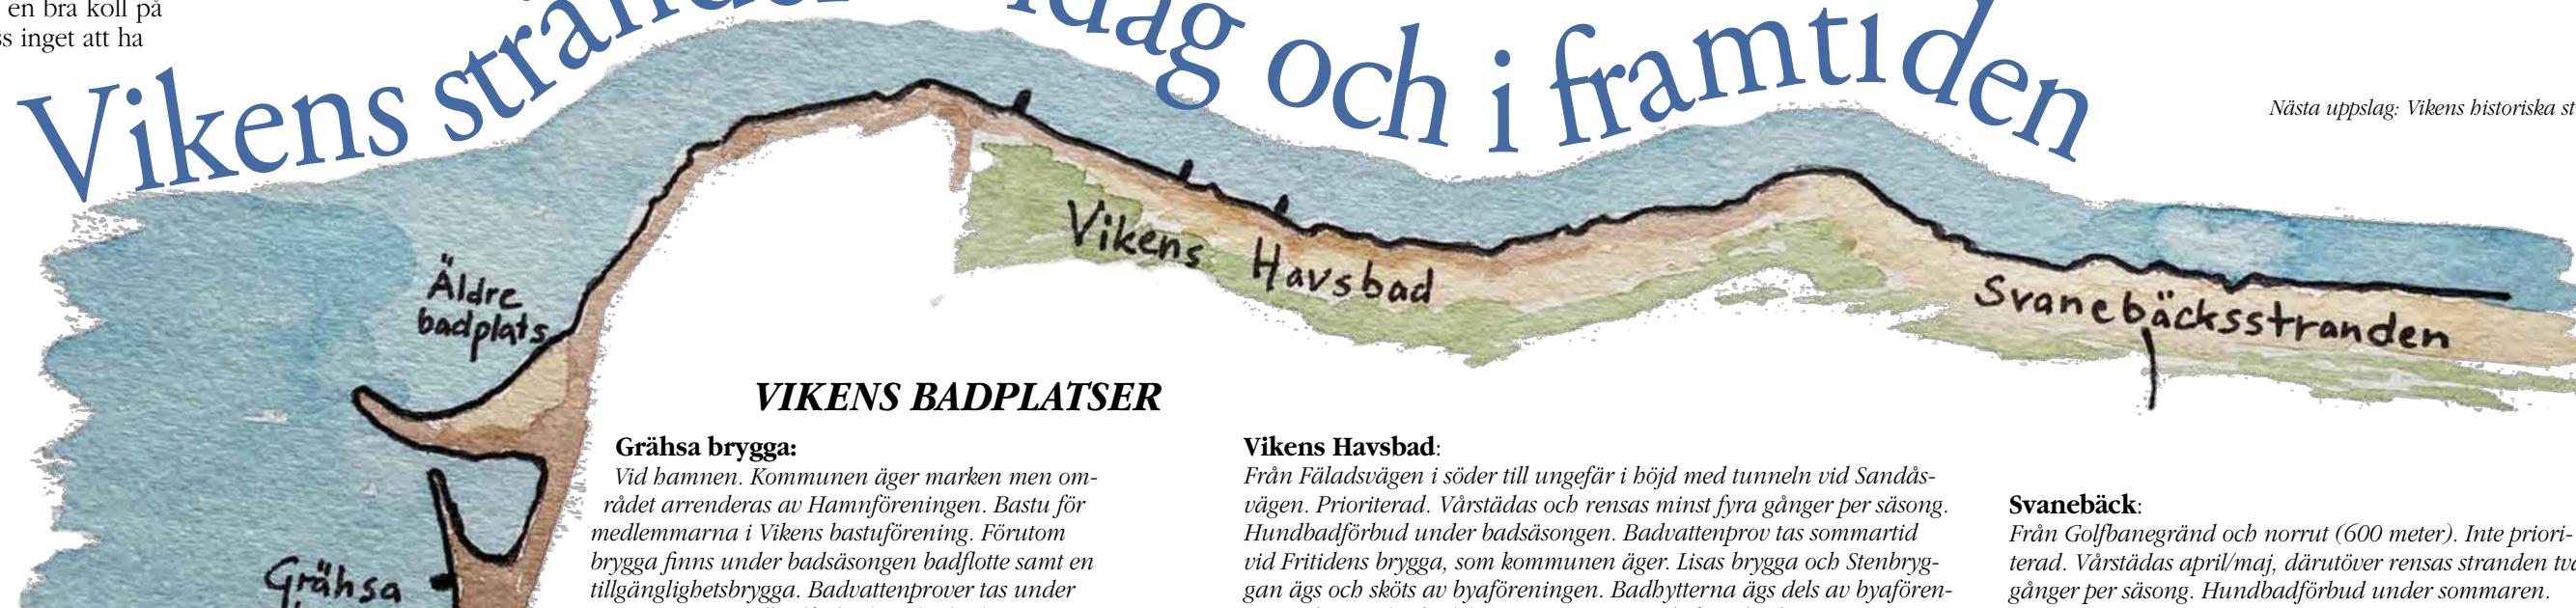 en bra koll på
inget att ha
Vikens idag och i framtiden
Nästa uppslag: Vikens historiska
Äldre
badplats
Vikens Havsbad
Svanebäcksstranden
Grähsa
VIKENS BADPLATSER
Grähsa brygga:
Vid hamnen. Kommunen äger marken men om-
rådet arrenderas av Hamnföreningen. Bastu för
medlemmarna i Vikens bastuförening. Förutom
brygga finns under badsäsongen badflotte samt en
tillgänglighetsbrygga. Badvattenprover tas under
Vikens Havsbad:
Från Fäladsvägen i söder till ungefär i höjd med tunneln vid Sandås-
vägen. Prioriterad. Vårstädas och rensas minst fyra gånger per säsong.
Hundbadförbud under badsäsongen. Badvattenprov tas sommartid
vid Fritidens brygga, som kommunen äger. Lisas brygga och Stenbryg-
gan ägs och sköts av byaföreningen. Badhytterna ägs dels av byafören-
Svanebäck:
Från Golfbanegränd och norrut (600 meter). Inte priori-
terad. Vårstädas april/maj, därutöver rensas stranden
gånger per säsong. Hundbadförbud under sommaren.